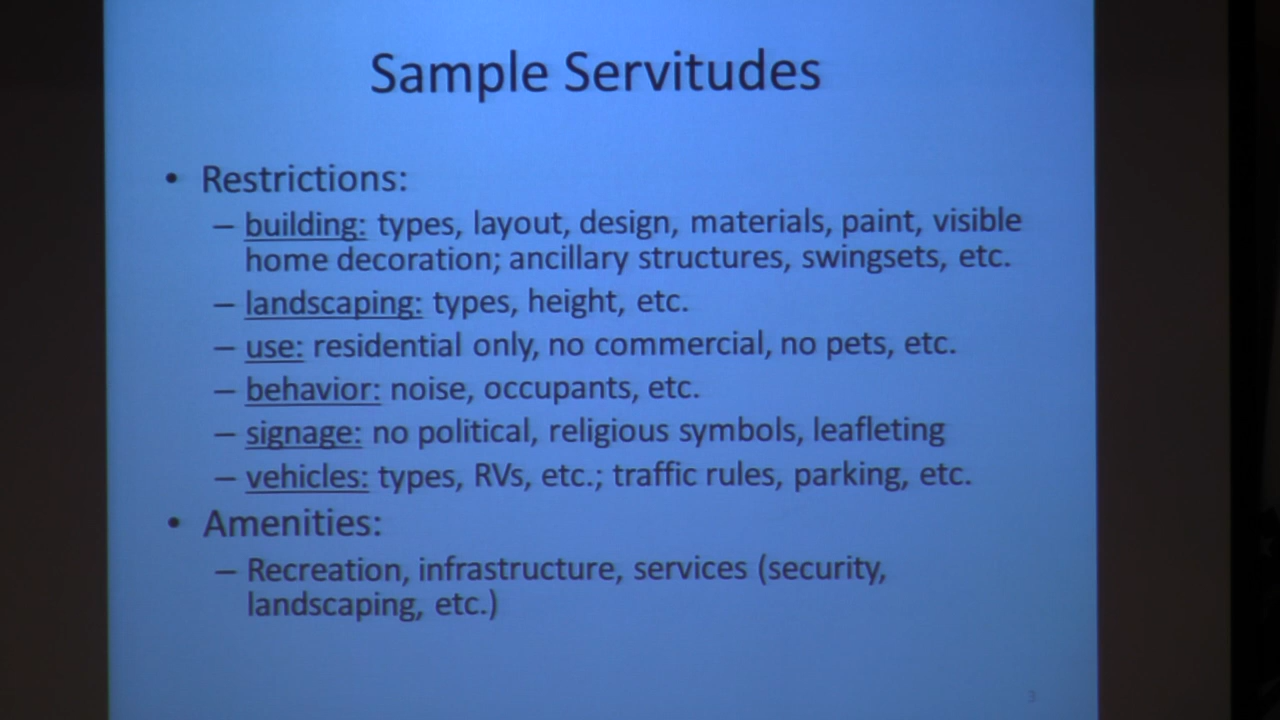 Sample Servitudes
• Restrictions:
– building: types, layout, design, materials, paint, visible
home decoration; ancillary structures, swingsets, etc.
– landscaping: types, height, etc.
– use: residential only, no commercial, no pets, etc.
– behavior: noise, occupants, etc.
– signage: no political, religious symbols, leafleting
– vehicles: types, RVs, etc.; traffic rules, parking, etc.
• Amenities:
– Recreation, infrastructure, services (security,
landscaping, etc.)
3